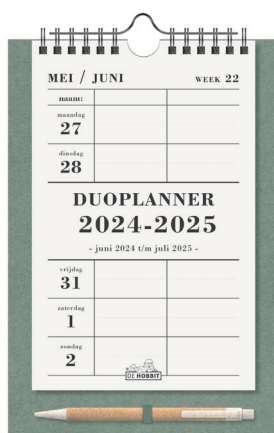 MEI / JUNI WEEK 22
naam:
maandag
27
dinsdag
28
DUOPLANNER
2024-2025
- juni 2024 t/m juli 2025 -
vrijdag
31
zaterdag
1
zondag
2
DE HOBBIT